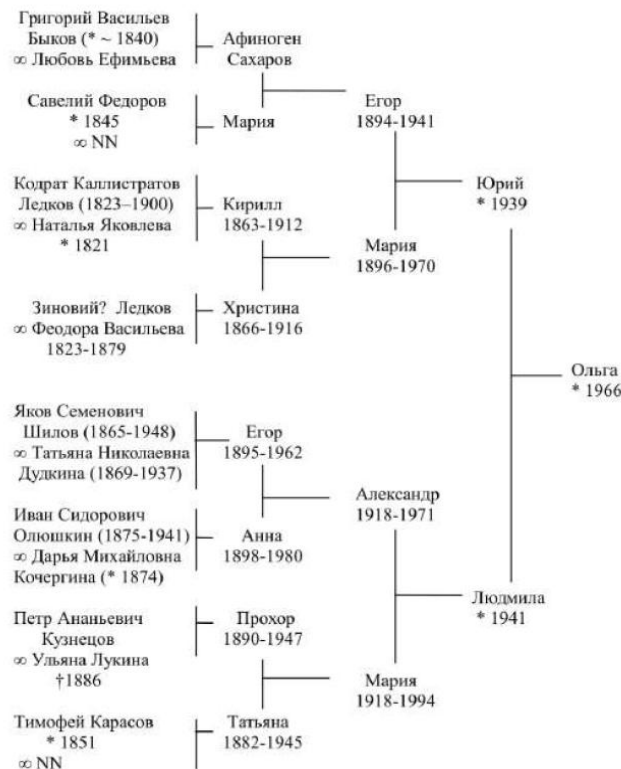 Григорий Васильев
Быков (* ~ 1840)
∞ Любовь Ефимьева
Афиноген
Сахаров
Савелий Федоров
* 1845
∞ NN
Мария
Егор
1894-1941
Кодрат Каллистратов
Ледков (1823–1900)
∞ Наталья Яковлева
* 1821
Кирилл
1863-1912
Юрий
* 1939
Мария
1896-1970
Зиновий? Ледков
∞ Феодора Васильева
1823-1879
Христина
1866-1916
Ольга
* 1966
Яков Семенович
Шилов (1865-1948)
∞ Татьяна Николаевна
Дудкина (1869-1937)
Егор
1895-1962
Александр
1918-1971
Иван Сидорович
Олюшкин (1875-1941)
∞ Дарья Михайловна
Кочергина (* 1874)
Анна
1898-1980
Людмила
* 1941
Петр Ананьевич
Кузнецов
∞ Ульяна Лукина
†1886
Прохор
1890-1947
Мария
1918-1994
Тимофей Карасов
* 1851
∞ NN
Татьяна
1882-1945